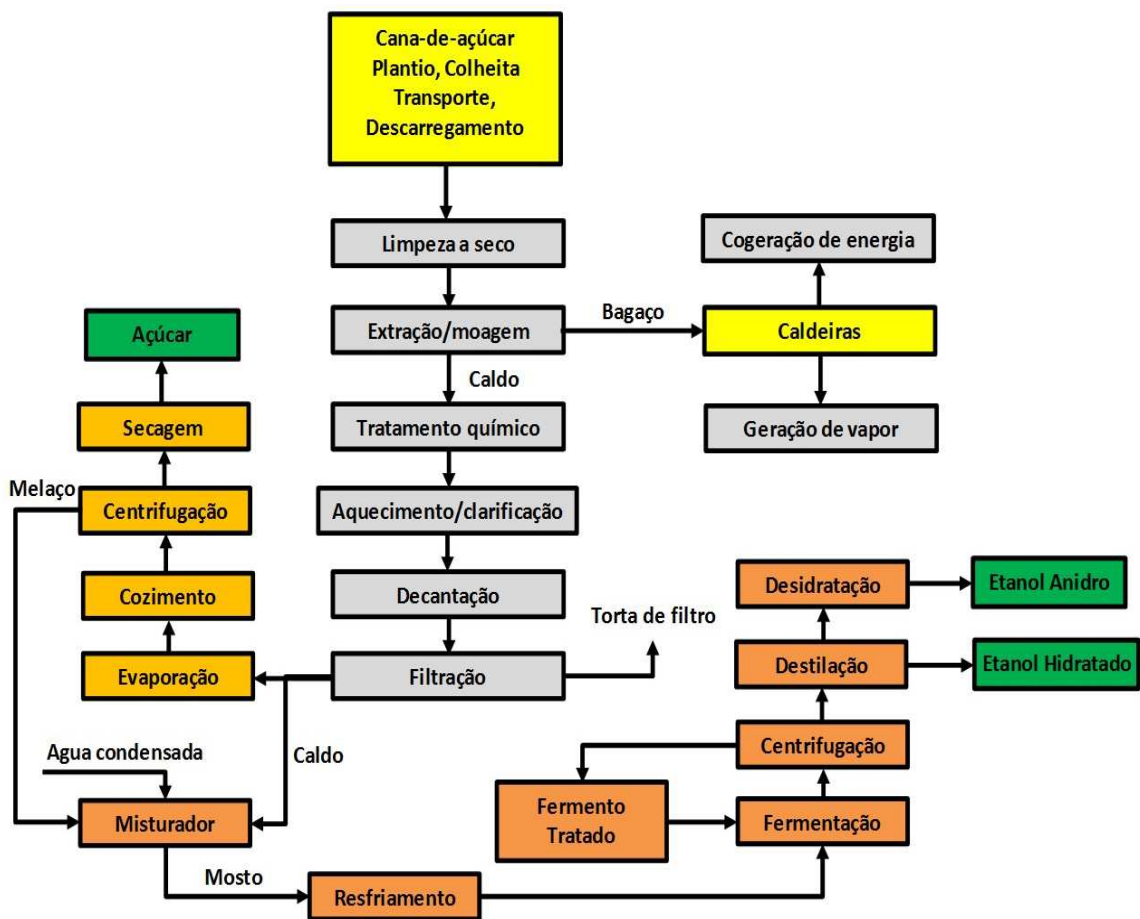 Cana-de-açúcar
Plantio, Colheita
Transporte,
Descarregamento
Limpeza a seco
Cogeração de energia
Bagaço
Açúcar
Extração/moagem
Caldeiras
Caldo
Secagem
Tratamento químico
Geração de vapor
Melaço
Centrifugação
Aquecimento/clarificação
Cozimento
Decantação
Desidratação
Etanol Anidro
Torta de filtro
Evaporação
Filtração
Destilação
Etanol Hidratado
Agua condensada
Caldo
Centrifugação
Misturador
Fermento
Tratado
Fermentação
Mosto
Resfriamento